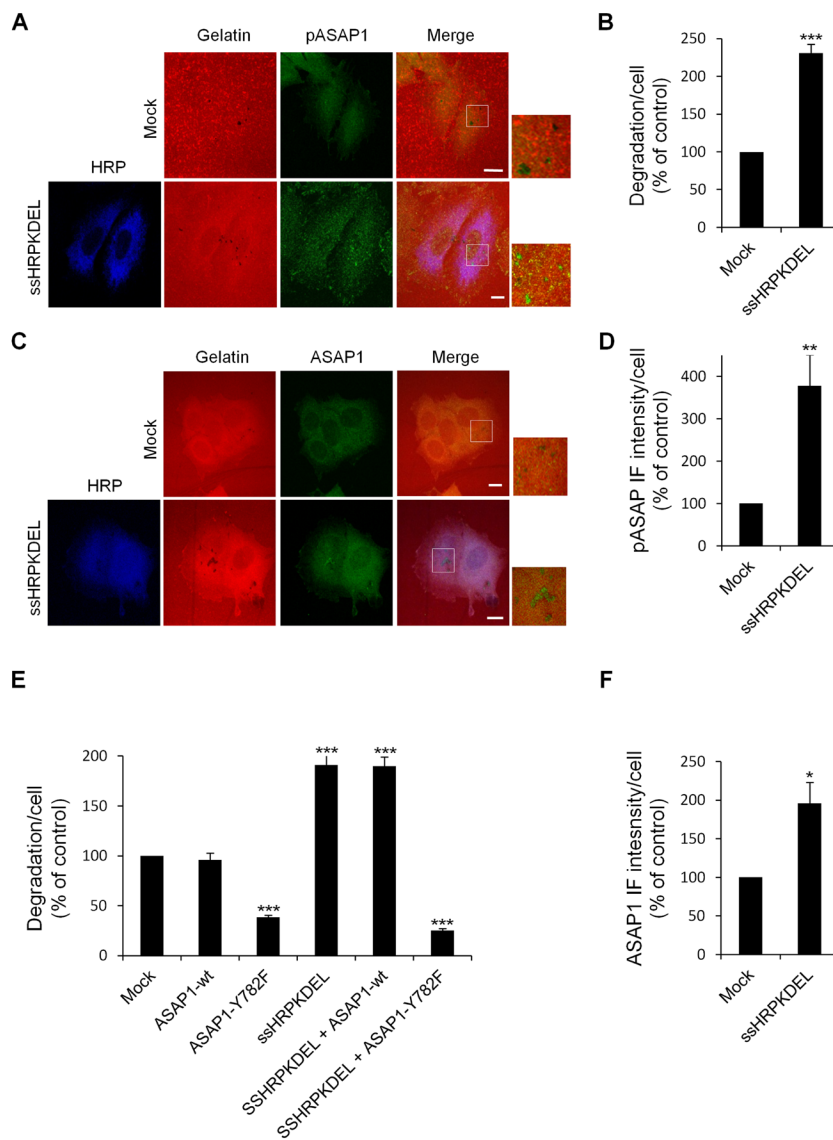 A
Gelatin pASAP1 Merge
Mock
HRP
ssHRPKDEL
B
Degradation/cell
(% of control)
250
200
150
100
50
0
***
Mock
ssHRPKDEL
C
Gelatin ASAP1 Merge
Mock
HRP
ssHRPKDEL
D
pASAP IF intensity/cell
(% of control)
400
300
200
100
0
**
Mock
ssHRPKDEL
E
Degradation/cell
(% of control)
200
150
100
50
0
*** *** *** ***
Mock
ASAP1-wt
ASAP1-Y782F
ssHRPKDEL
SSHRPKDEL + ASAP1-wt
SSHRPKDEL + ASAP1-Y782F
F
ASAP1 IF intesnsity/cell
(% of control)
250
200
150
100
50
0
*
Mock
ssHRPKDEL